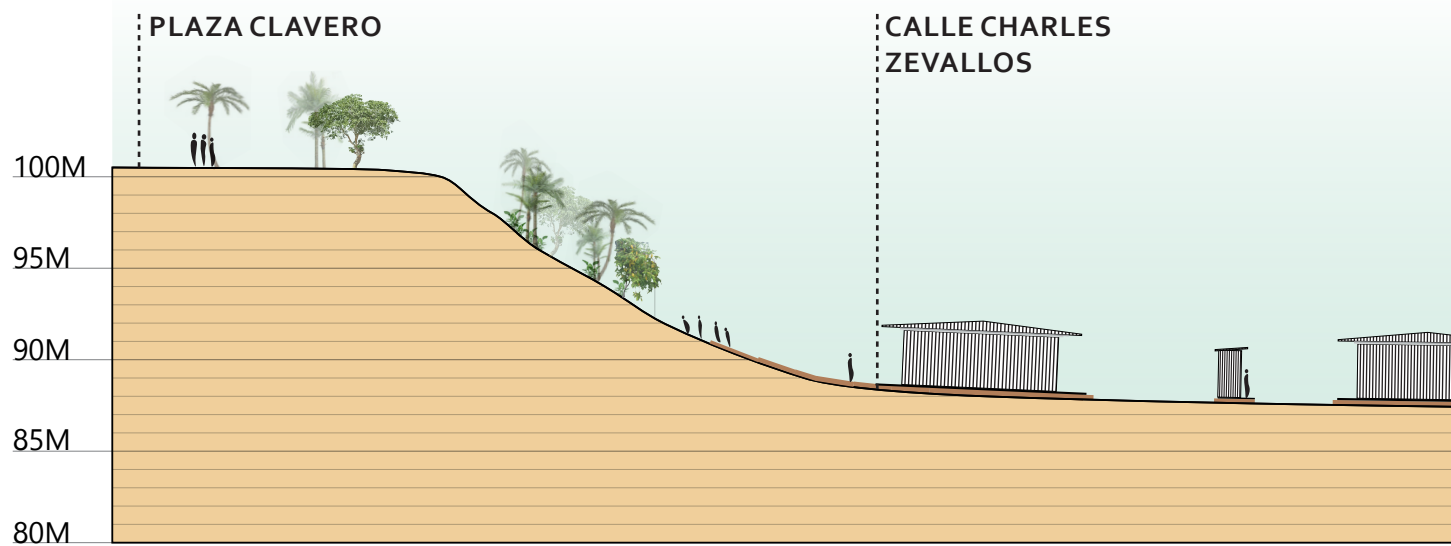 PLAZA CLAVERO
CALLE CHARLES
ZEVALLOS
100M
95M
90M
85M
80M